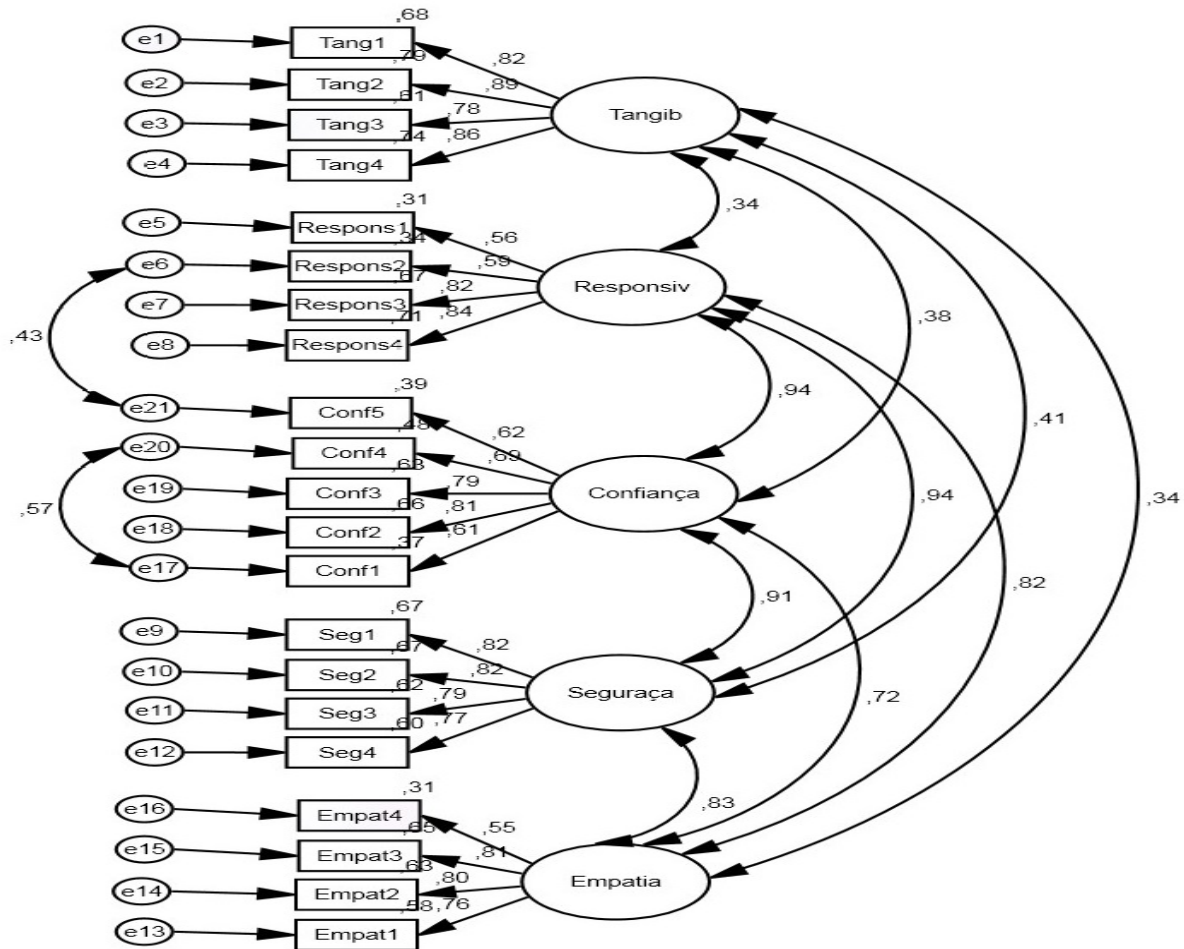 ,68
e1 Tang1 ,82
,79
e2 Tang2 ,89
,61
e3 Tang3 ,78 Tangib
,74
e4 Tang4 ,86
,34
,31
e5 Respons1 ,56
,34
e6 Respons2 ,59
,67
e7 Respons3 ,82 Responsiv
,71
e8 Respons4 ,84
,38
,43
,94
,39
e21 Conf5 ,62
,41
,48
e20 Conf4 ,69
,63
e19 Conf3 ,79 Confiança
,94
,34
,57
,66
e18 Conf2 ,81
,37
e17 Conf1 ,61
,82
,91
,67
e9 Seg1 ,82
,67
e10 Seg2 ,82 Seguraça
,62
e11 Seg3 ,79
,72
,60
e12 Seg4 ,77
,83
,31
e16 Empat4 ,55
,65
e15 Empat3 ,81
,63
e14 Empat2 ,80 Empatia
,58
e13 Empat1 ,76